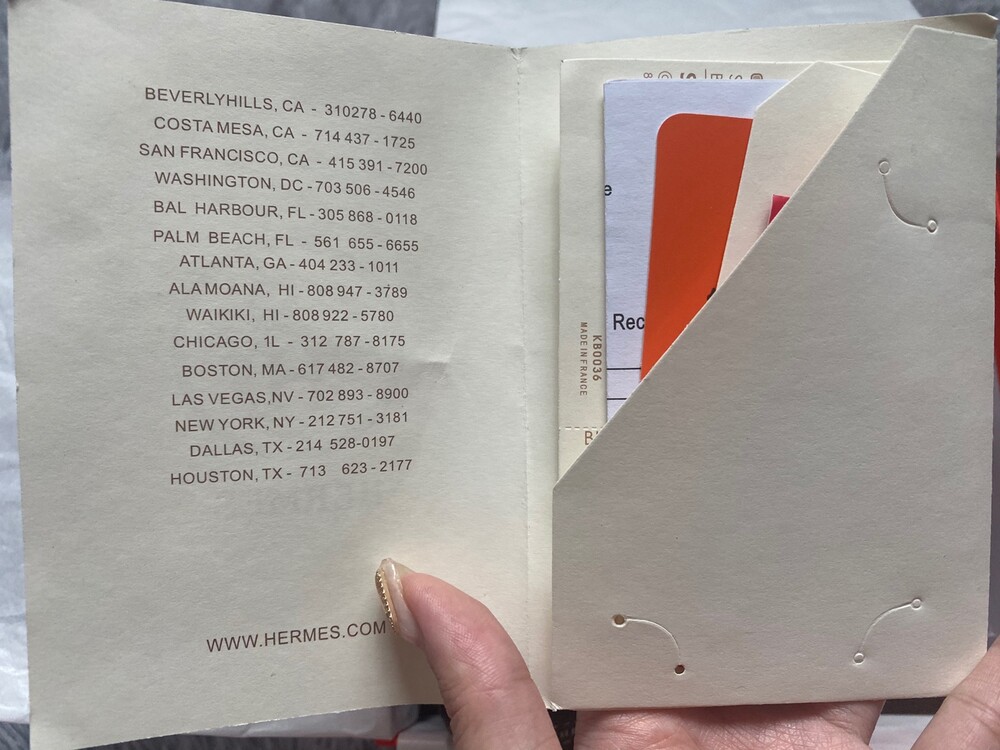 BEVERLYHILLS, CA - 310278-6440
COSTA MESA, CA - 714 437-1725
SAN FRANCISCO, CA - 415 391-7200
WASHINGTON, DC-703 506-4546
BAL HARBOUR, FL-305 868-0118
PALM BEACH, FL - 561 655-6655
ATLANTA, GA-404 233-1011
ALA MOANA, HI-808 947-3789
WAIKIKI, HI-808 922-5780
CHICAGO, 1L - 312 787-8175
BOSTON, MA-617 482-8707
LAS VEGAS,NV-702 893-8900
NEW YORK, NY-212 751-3181
DALLAS, TX-214 528-0197
HOUSTON, TX- 713 623-2177
WWW.HERMES.COM
e
Rec
KB0036
MADE IN FRANCE